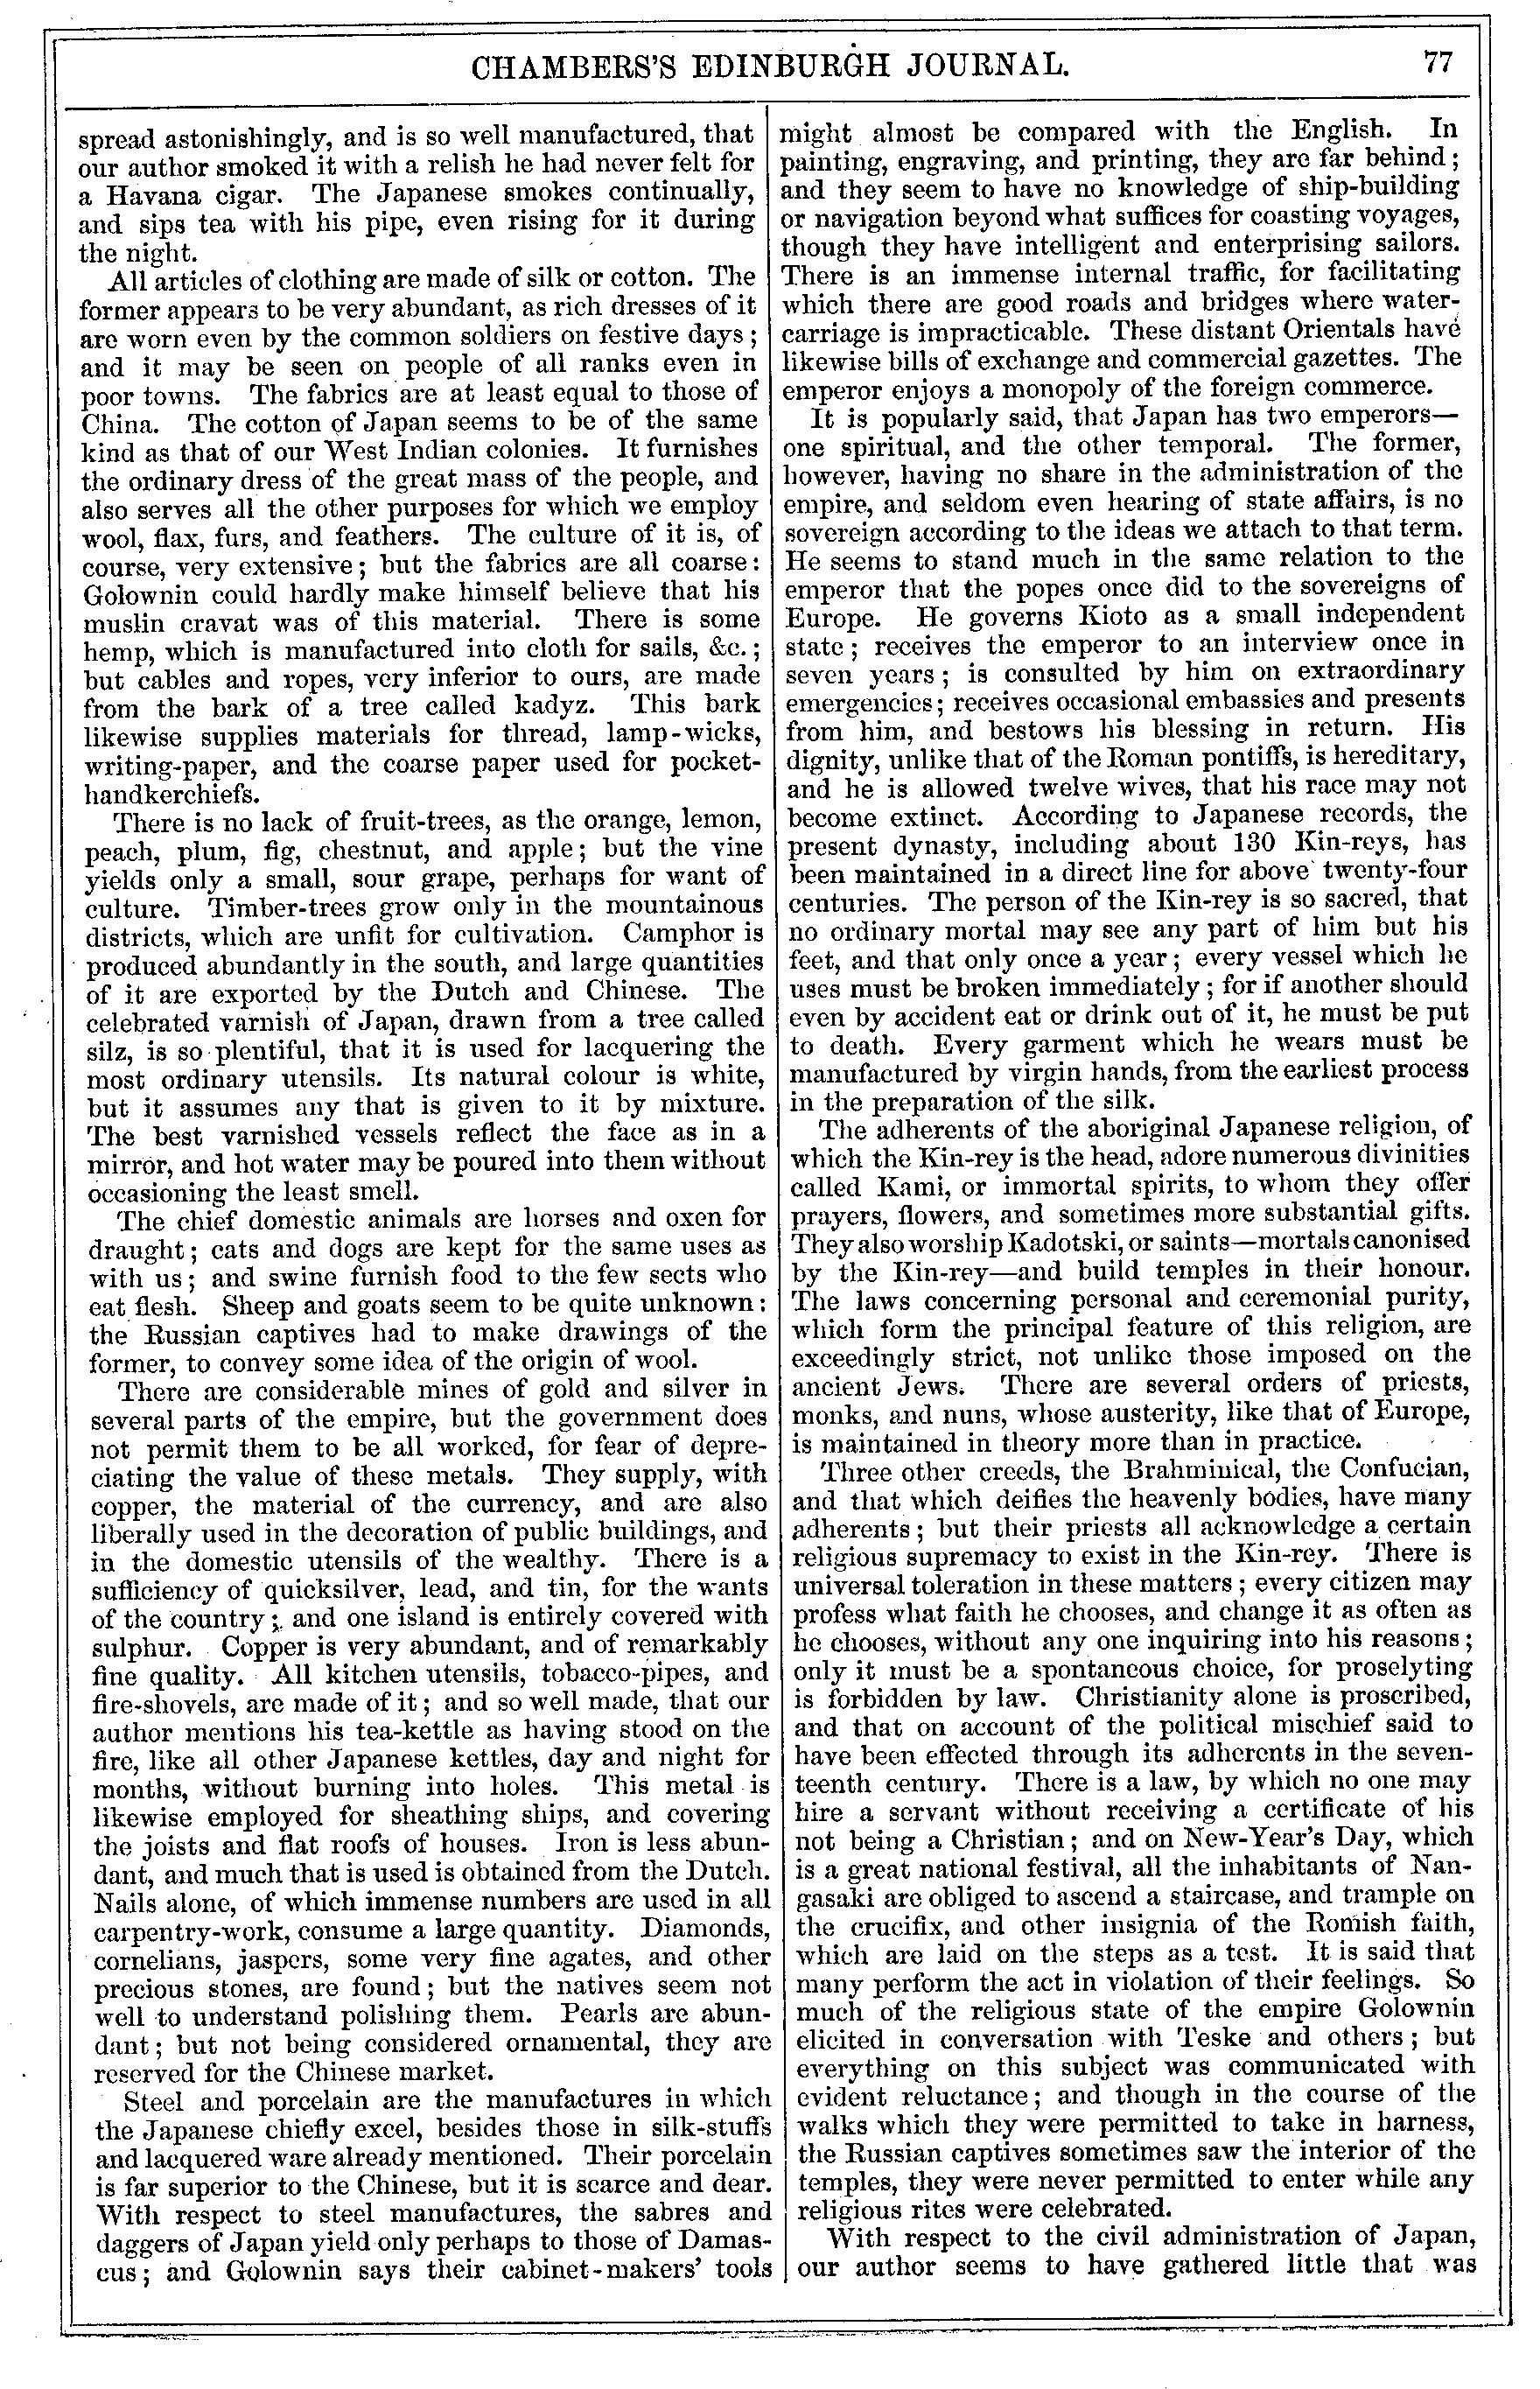 CHAMBERS'S EDINBURGH JOURNAL. 77
spread astonishingly, and is so well manufactured, that
our author smoked it with a relish he had never felt for
a Havana cigar. The Japanese smokes continually,
and sips tea with his pipe, even rising for it during
the night.
All articles of clothing are made of silk or cotton. The
former appears to be very abundant, as rich dresses of it
are worn even by the common soldiers on festive days;
and it may be seen on people of all ranks even in
poor towns. The fabrics are at least equal to those of
China. The cotton of Japan seems to be of the same
kind as that of our West Indian colonies. It furnishes
the ordinary dress of the great mass of the people, and
also serves all the other purposes for which we employ
wool, flax, furs, and feathers. The culture of it is, of
course, very extensive; but the fabrics are all coarse:
Golownin could hardly make himself believe that his
muslin cravat was of this material. There is some
hemp, which is manufactured into cloth for sails, &c.;
but cables and ropes, very inferior to ours, are made
from the bark of a tree called kadyz. This bark
likewise supplies materials for thread, lamp-wicks,
writing-paper, and the coarse paper used for pocket-
handkerchiefs.
There is no lack of fruit-trees, as the orange, lemon,
peach, plum, fig, chestnut, and apple; but the vine
yields only a small, sour grape, perhaps for want of
culture. Timber-trees grow only in the mountainous
districts, which are unfit for cultivation. Camphor is
produced abundantly in the south, and large quantities
of it are exported by the Dutch and Chinese. The
celebrated varnish of Japan, drawn from a tree called
silz, is so plentiful, that it is used for lacquering the
most ordinary utensils. Its natural colour is white,
but it assumes any that is given to it by mixture.
The best varnished vessels reflect the face as in a
mirror, and hot water may be poured into them without
occasioning the least smell.
The chief domestic animals are horses and oxen for
draught; cats and dogs are kept for the same uses as
with us; and swine furnish food to the few sects who
eat flesh. Sheep and goats seem to be quite unknown:
the Russian captives had to make drawings of the
former, to convey some idea of the origin of wool.
There are considerable mines of gold and silver in
several parts of the empire, but the government does
not permit them to be all worked, for fear of depre-
ciating the value of these metals. They supply, with
copper, the material of the currency, and are also
liberally used in the decoration of public buildings, and
in the domestic utensils of the wealthy. There is a
sufficiency of quicksilver, lead, and tin, for the wants
of the country; and one island is entirely covered with
sulphur. Copper is very abundant, and of remarkably
fine quality. All kitchen utensils, tobacco-pipes, and
fire-shovels, are made of it; and so well made, that our
author mentions his tea-kettle as having stood on the
fire, like all other Japanese kettles, day and night for
months, without burning into holes. This metal is
likewise employed for sheathing ships, and covering
the joists and flat roofs of houses. Iron is less abun-
dant, and much that is used is obtained from the Dutch.
Nails alone, of which immense numbers are used in all
carpentry-work, consume a large quantity. Diamonds,
cornelians, jaspers, some very fine agates, and other
precious stones, are found; but the natives seem not
well to understand polishing them. Pearls are abun-
dant; but not being considered ornamental, they are
reserved for the Chinese market.
Steel and porcelain are the manufactures in which
the Japanese chiefly excel, besides those in silk-stuffs
and lacquered ware already mentioned. Their porcelain
is far superior to the Chinese, but it is scarce and dear.
With respect to steel manufactures, the sabres and
daggers of Japan yield only perhaps to those of Damas-
cus; and Golownin says their cabinet-makers' tools
might almost be compared with the English. In
painting, engraving, and printing, they are far behind;
and they seem to have no knowledge of ship-building
or navigation beyond what suffices for coasting voyages,
though they have intelligent and enterprising sailors.
There is an immense internal traffic, for facilitating
which there are good roads and bridges where water-
carriage is impracticable. These distant Orientals have
likewise bills of exchange and commercial gazettes. The
emperor enjoys a monopoly of the foreign commerce.
It is popularly said, that Japan has two emperors—
one spiritual, and the other temporal. The former,
however, having no share in the administration of the
empire, and seldom even hearing of state affairs, is no
sovereign according to the ideas we attach to that term.
He seems to stand much in the same relation to the
emperor that the popes once did to the sovereigns of
Europe. He governs Kioto as a small independent
state; receives the emperor to an interview once in
seven years; is consulted by him on extraordinary
emergencies; receives occasional embassies and presents
from him, and bestows his blessing in return. His
dignity, unlike that of the Roman pontiffs, is hereditary,
and he is allowed twelve wives, that his race may not
become extinct. According to Japanese records, the
present dynasty, including about 130 Kin-reys, has
been maintained in a direct line for above twenty-four
centuries. The person of the Kin-rey is so sacred, that
no ordinary mortal may see any part of him but his
feet, and that only once a year; every vessel which he
uses must be broken immediately; for if another should
even by accident eat or drink out of it, he must be put
to death. Every garment which he wears must be
manufactured by virgin hands, from the earliest process
in the preparation of the silk.
The adherents of the aboriginal Japanese religion, of
which the Kin-rey is the head, adore numerous divinities
called Kami, or immortal spirits, to whom they offer
prayers, flowers, and sometimes more substantial gifts.
They also worship Kadotski, or saints—mortals canonised
by the Kin-rey—and build temples in their honour.
The laws concerning personal and ceremonial purity,
which form the principal feature of this religion, are
exceedingly strict, not unlike those imposed on the
ancient Jews. There are several orders of priests,
monks, and nuns, whose austerity, like that of Europe,
is maintained in theory more than in practice.
Three other creeds, the Brahminical, the Confucian,
and that which deifies the heavenly bodies, have many
adherents; but their priests all acknowledge a certain
religious supremacy to exist in the Kin-rey. There is
universal toleration in these matters; every citizen may
profess what faith he chooses, and change it as often as
he chooses, without any one inquiring into his reasons;
only it must be a spontaneous choice, for proselyting
is forbidden by law. Christianity alone is proscribed,
and that on account of the political mischief said to
have been effected through its adherents in the seven-
teenth century. There is a law, by which no one may
hire a servant without receiving a certificate of his
not being a Christian; and on New-Year's Day, which
is a great national festival, all the inhabitants of Nan-
gasaki are obliged to ascend a staircase, and trample on
the crucifix, and other insignia of the Romish faith,
which are laid on the steps as a test. It is said that
many perform the act in violation of their feelings. So
much of the religious state of the empire Golownin
elicited in conversation with Teske and others; but
everything on this subject was communicated with
evident reluctance; and though in the course of the
walks which they were permitted to take in harness,
the Russian captives sometimes saw the interior of the
temples, they were never permitted to enter while any
religious rites were celebrated.
With respect to the civil administration of Japan,
our author seems to have gathered little that was